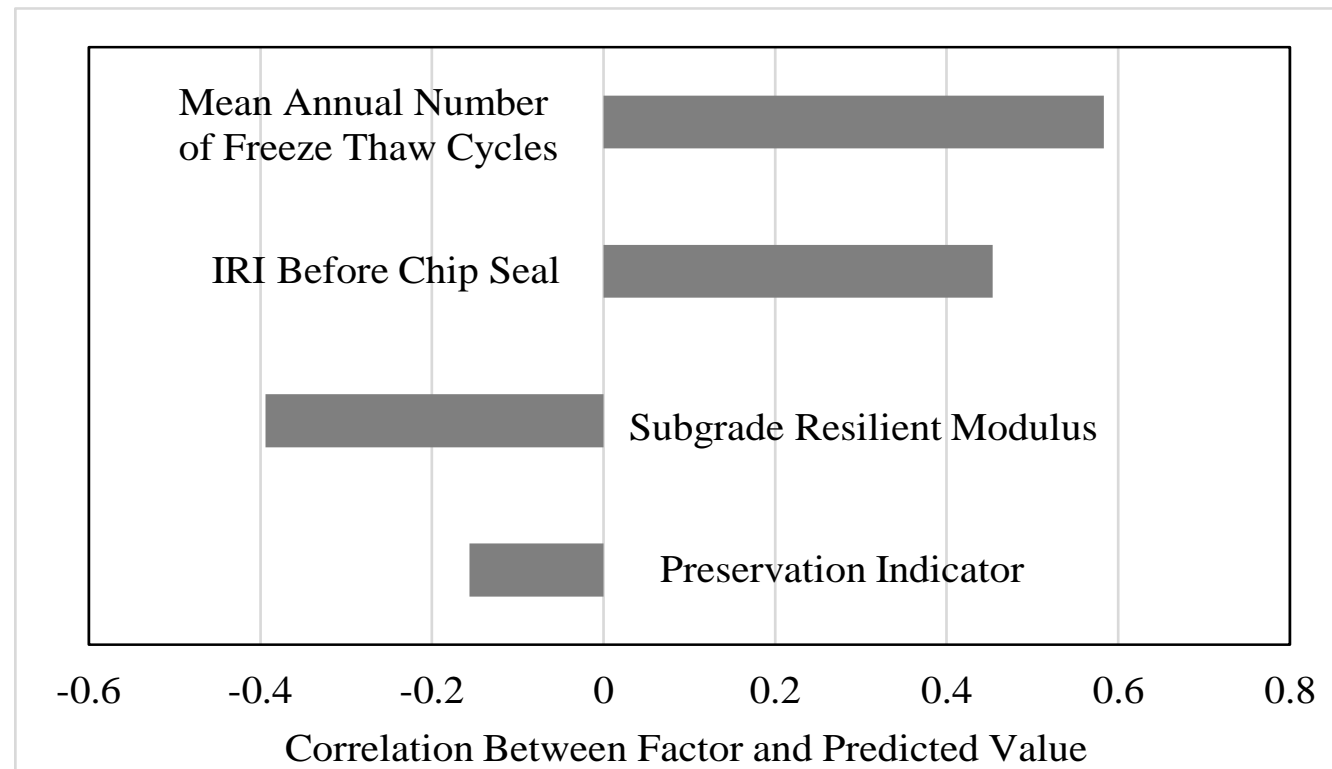 Mean Annual Number
of Freeze Thaw Cycles
IRI Before Chip Seal
Subgrade Resilient Modulus
Preservation Indicator
-0.6 -0.4 -0.2 0 0.2 0.4 0.6 0.8
Correlation Between Factor and Predicted Value